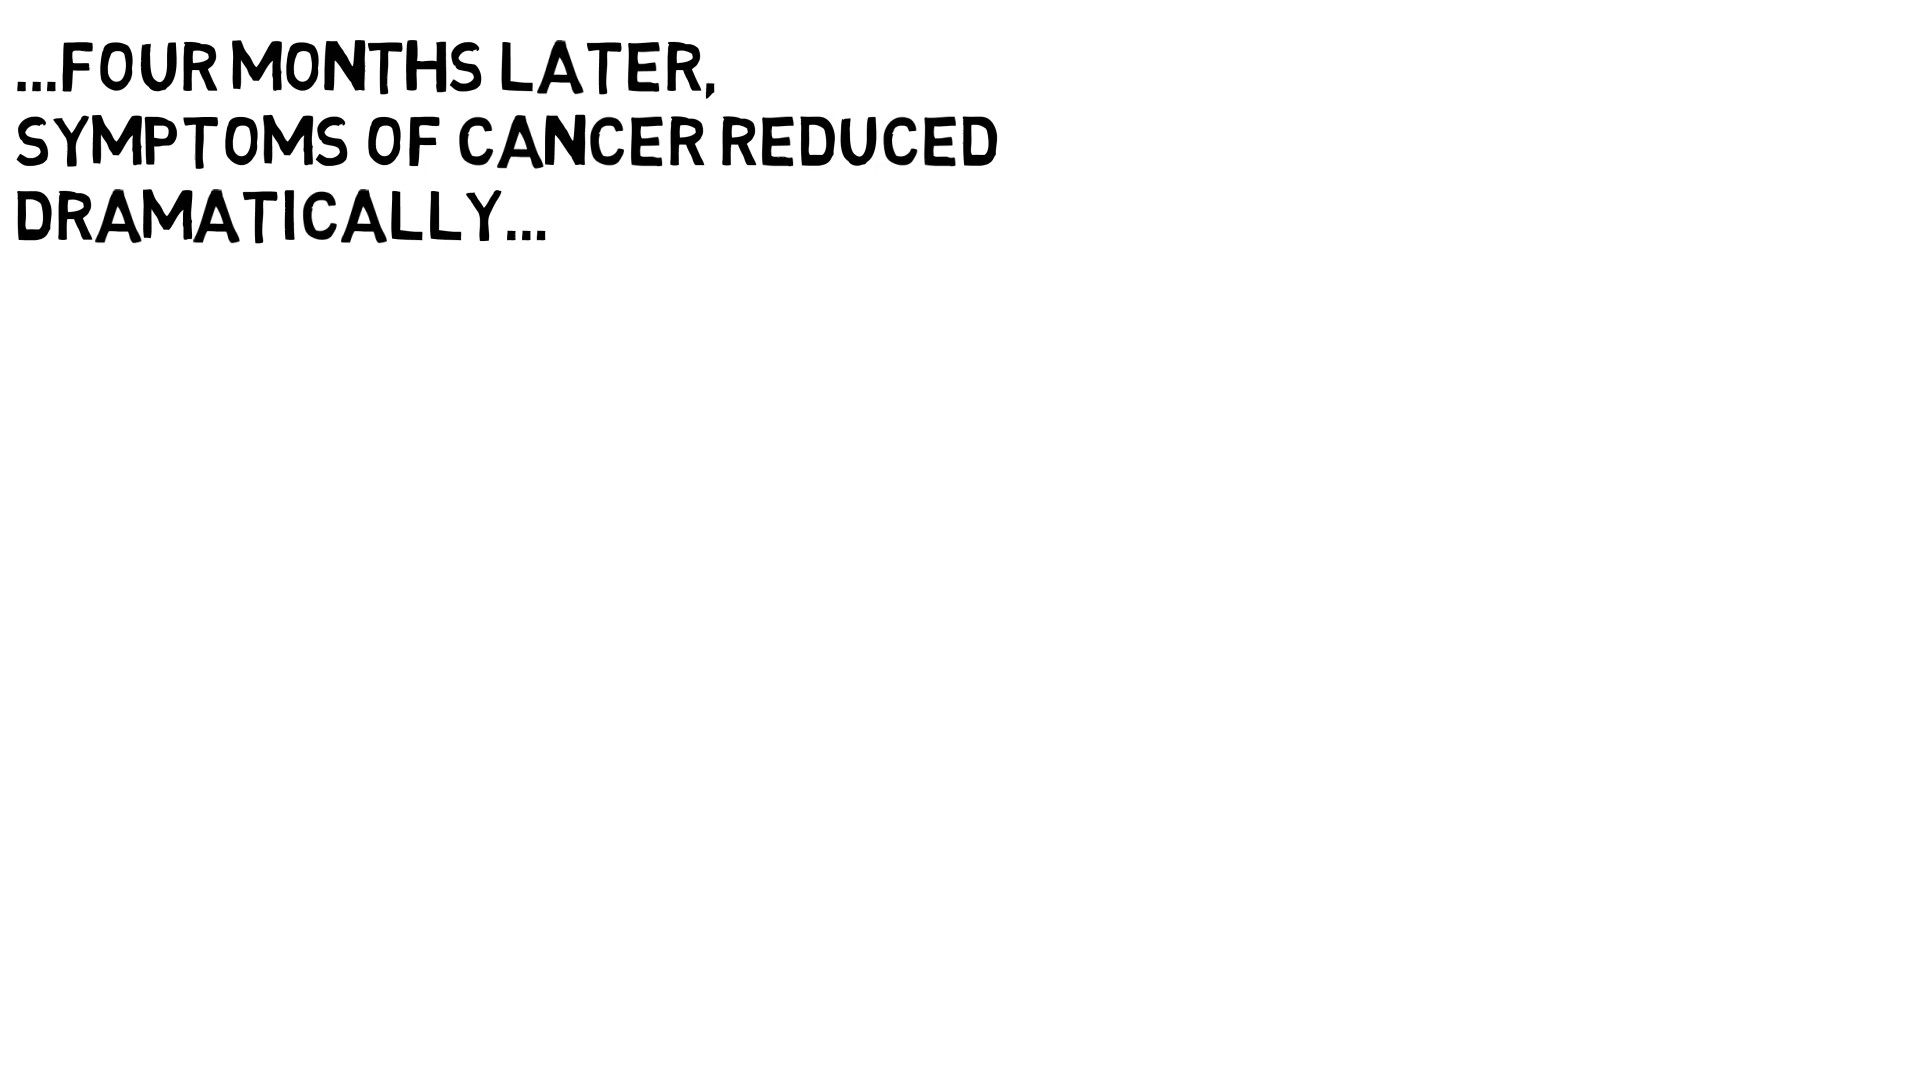 ...FOUR MONTHS LATER,
SYMPTOMS OF CANCER REDUCED
DRAMATICALLY...